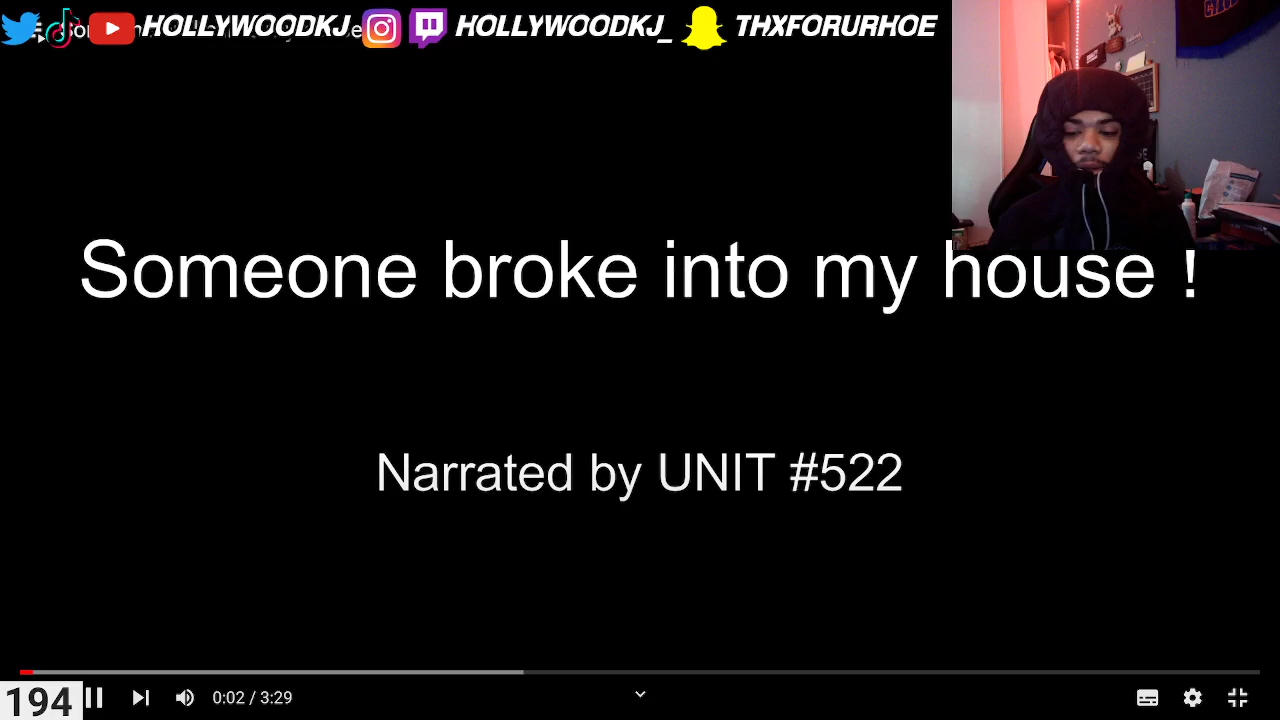 HOLLYWOODKJ HOLLYWOODKJ_ THXFORURHOE
Someone broke into my house !
Narrated by UNIT #522
194
0:02 / 3:29